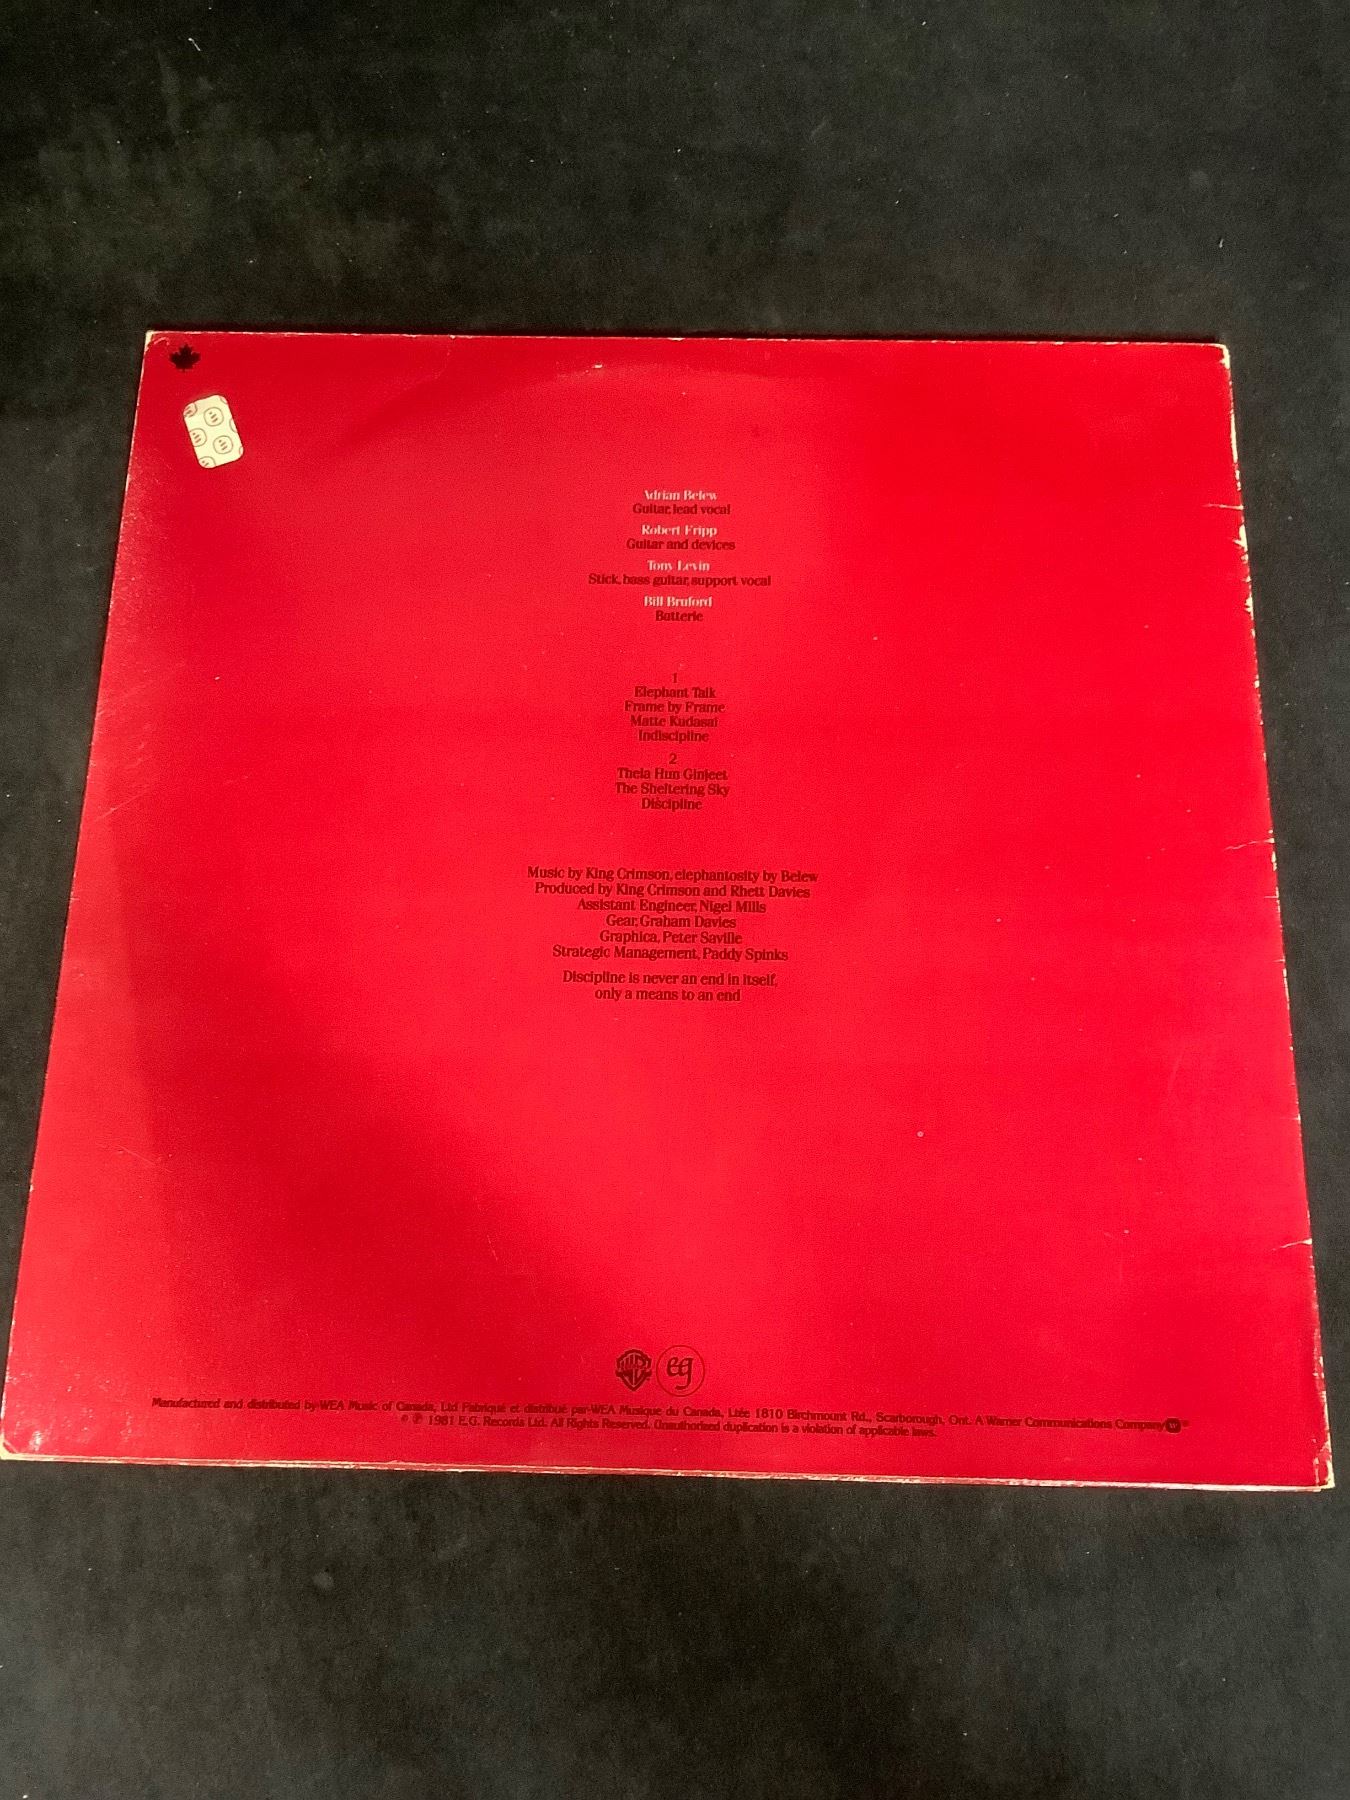 Adrian Belew
Guitar, lead vocal
Robert Fripp
Guitar and devices
Tony Levin
Stick, bass guitar, support vocal
Bill Bruford
Batterie
1
Elephant Talk
Frame by Frame
Matte Kudasai
Indiscipline
2
Thela Hun Ginjeet
The Sheltering Sky
Discipline
Music by King Crimson, elephantosity by Belew
Produced by King Crimson and Rhett Davies
Assistant Engineer, Nigel Mills
Gear, Graham Davies
Graphica, Peter Saville
Strategic Management, Paddy Spinks
Discipline is never an end in itself,
only a means to an end
WB eg
Manufactured and distributed by WEA Music of Canada, Ltd Fabriqué et distribué par WEA Musique du Canada, Ltée 1810 Birchmount Rd., Scarborough, Ont. A Warner Communications Company
© ℗ 1981 E.G. Records Ltd. All Rights Reserved. Unauthorised duplication is a violation of applicable laws.